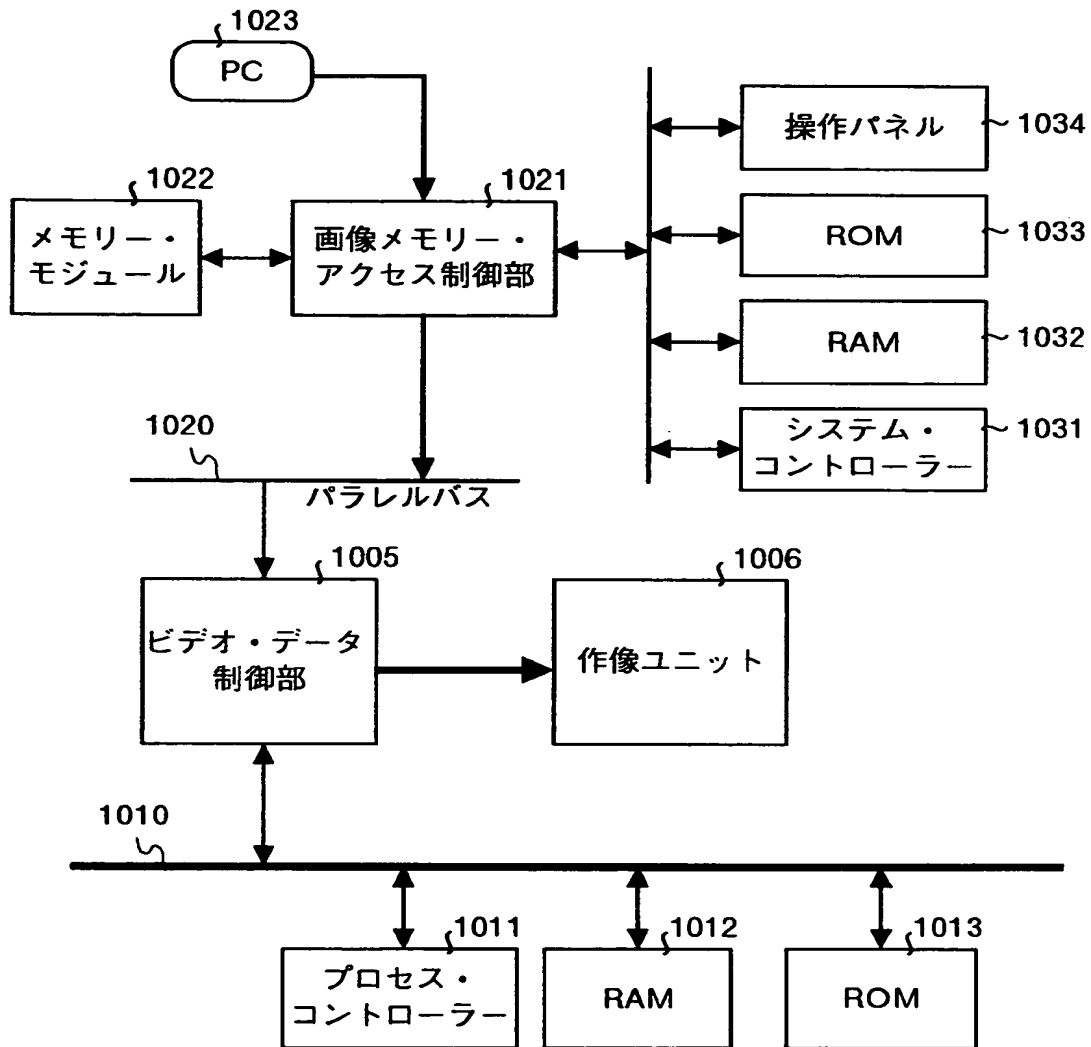 1023
PC
1022
メモリー・
モジュール
1021
画像メモリー・
アクセス制御部
操作パネル
1034
ROM
1033
RAM
1032
システム・
コントローラー
1031
1020
パラレルバス
1005
ビデオ・データ
制御部
1006
作像ユニット
1010
1011
プロセス・
コントローラー
1012
RAM
1013
ROM